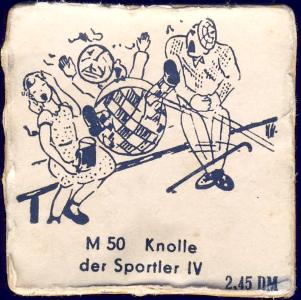 M 50 Knolle
der Sportler IV
2.45 DM